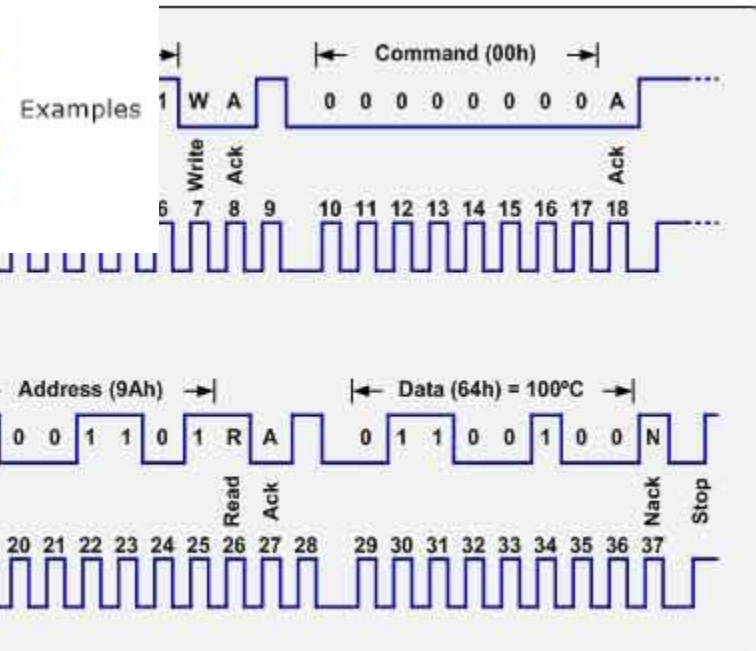 Command (00h)
Examples
1 W A 0 0 0 0 0 0 0 0 A
Write Ack Ack
6 7 8 9 10 11 12 13 14 15 16 17 18
Address (9Ah) Data (64h) = 100ºC
0 0 1 1 0 1 R A 0 1 1 0 0 1 0 0 N
Read Ack Nack Stop
20 21 22 23 24 25 26 27 28 29 30 31 32 33 34 35 36 37